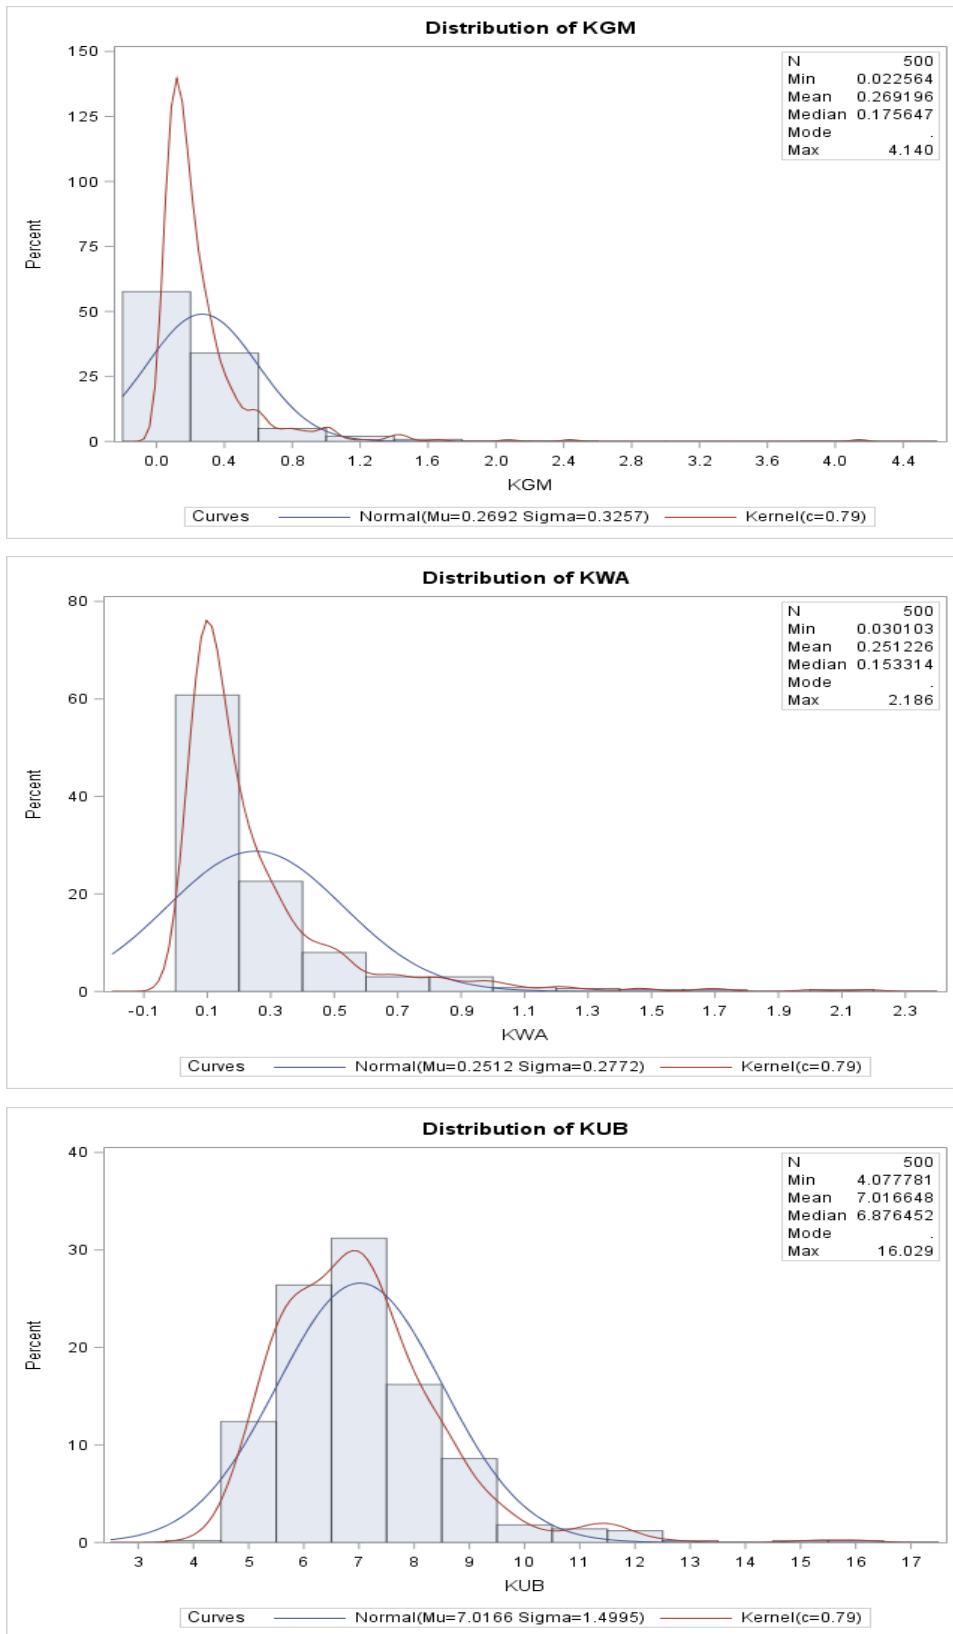 Distribution of KGM
150
125
100
75
50
25
0
Percent
N 500
Min 0.022564
Mean 0.269196
Median 0.175647
Mode .
Max 4.140
0.0 0.4 0.8 1.2 1.6 2.0 2.4 2.8 3.2 3.6 4.0 4.4
KGM
Curves Normal(Mu=0.2692 Sigma=0.3257) Kernel(c=0.79)
Distribution of KWA
80
60
40
20
0
Percent
N 500
Min 0.030103
Mean 0.251226
Median 0.153314
Mode .
Max 2.186
-0.1 0.1 0.3 0.5 0.7 0.9 1.1 1.3 1.5 1.7 1.9 2.1 2.3
KWA
Curves Normal(Mu=0.2512 Sigma=0.2772) Kernel(c=0.79)
Distribution of KUB
40
30
20
10
0
Percent
N 500
Min 4.077781
Mean 7.016648
Median 6.876452
Mode .
Max 16.029
3 4 5 6 7 8 9 10 11 12 13 14 15 16 17
KUB
Curves Normal(Mu=7.0166 Sigma=1.4995) Kernel(c=0.79)